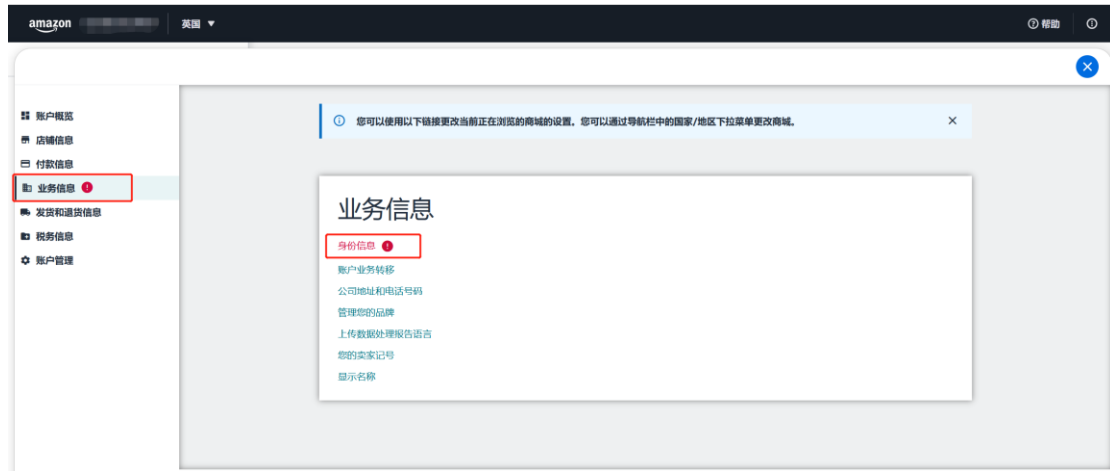 amazon
英国 ▼
帮助
账户概览
店铺信息
付款信息
业务信息
发货和退货信息
税务信息
账户管理
您可以使用以下链接更改当前正在浏览的商城的设置。您可以通过导航栏中的国家/地区下拉菜单更改商城。
业务信息
身份信息
账户业务转移
公司地址和电话号码
管理您的品牌
上传数据处理报告语言
您的卖家记号
显示名称